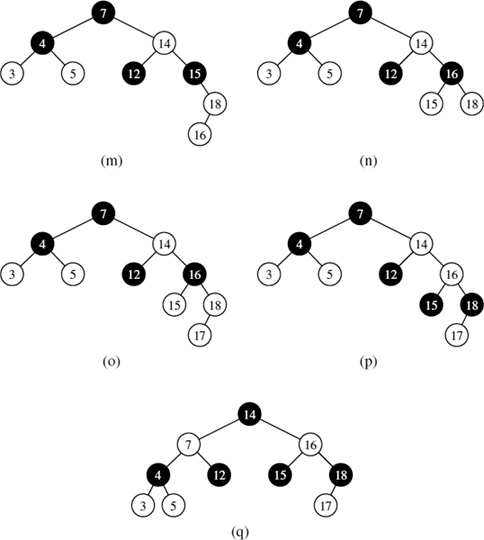 7 7
4 14 4 14
3 5 12 15 3 5 12 16
18 15 18
16
(m) (n)
7 7
4 14 4 14
3 5 12 16 3 5 12 16
15 18 15 18
17 17
(o) (p)
14
7 16
4 12 15 18
3 5 17
(q)